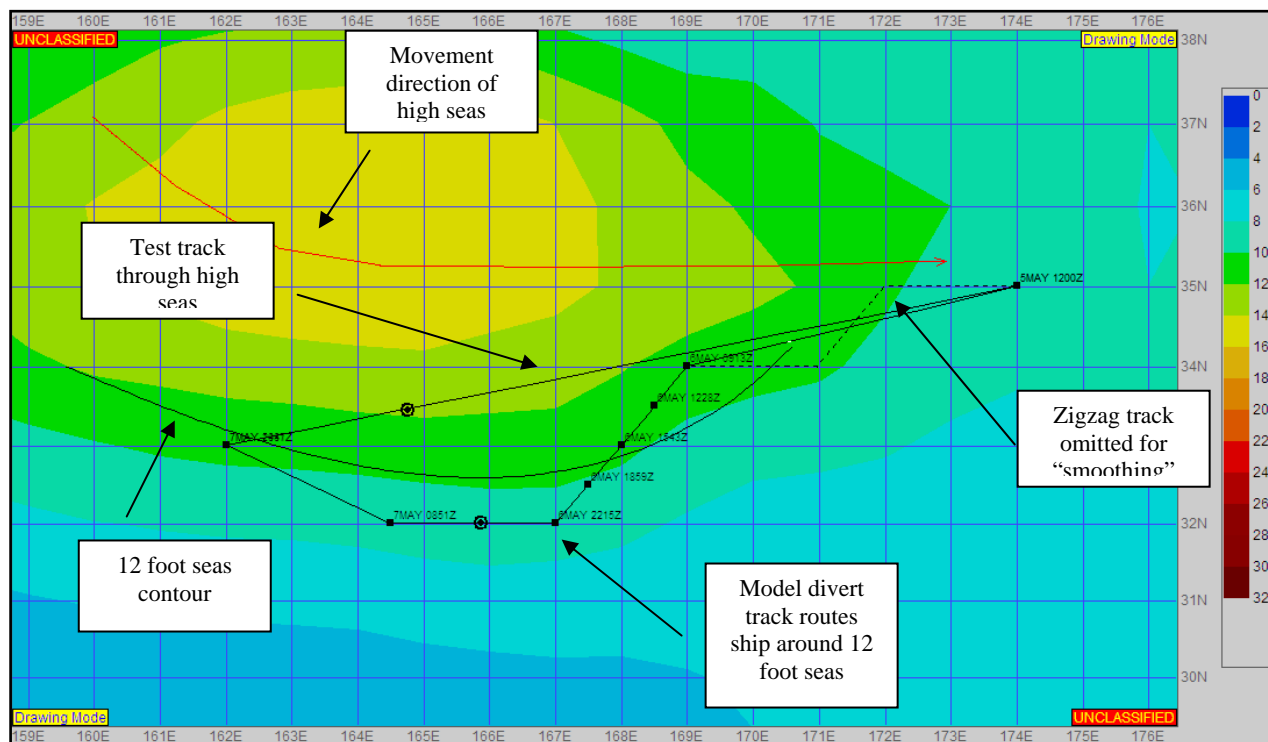 159E 160E 161E 162E 163E 164E 165E 166E 167E 168E 169E 170E 171E 172E 173E 174E 175E 176E
UNCLASSIFIED
Drawing Mode
38N
37N
36N
35N
34N
33N
32N
31N
30N
Movement
direction of
high seas
Test track
through high
seas
5MAY 1200Z
6MAY 0913Z
6MAY 1228Z
6MAY 1543Z
6MAY 1859Z
6MAY 2215Z
7MAY 0851Z
7MAY
Zigzag track
omitted for
“smoothing”
12 foot seas
contour
Model divert
track routes
ship around 12
foot seas
0
2
4
6
8
10
12
14
16
18
20
22
24
26
28
30
32
Drawing Mode
UNCLASSIFIED
159E 160E 161E 162E 163E 164E 165E 166E 167E 168E 169E 170E 171E 172E 173E 174E 175E 176E